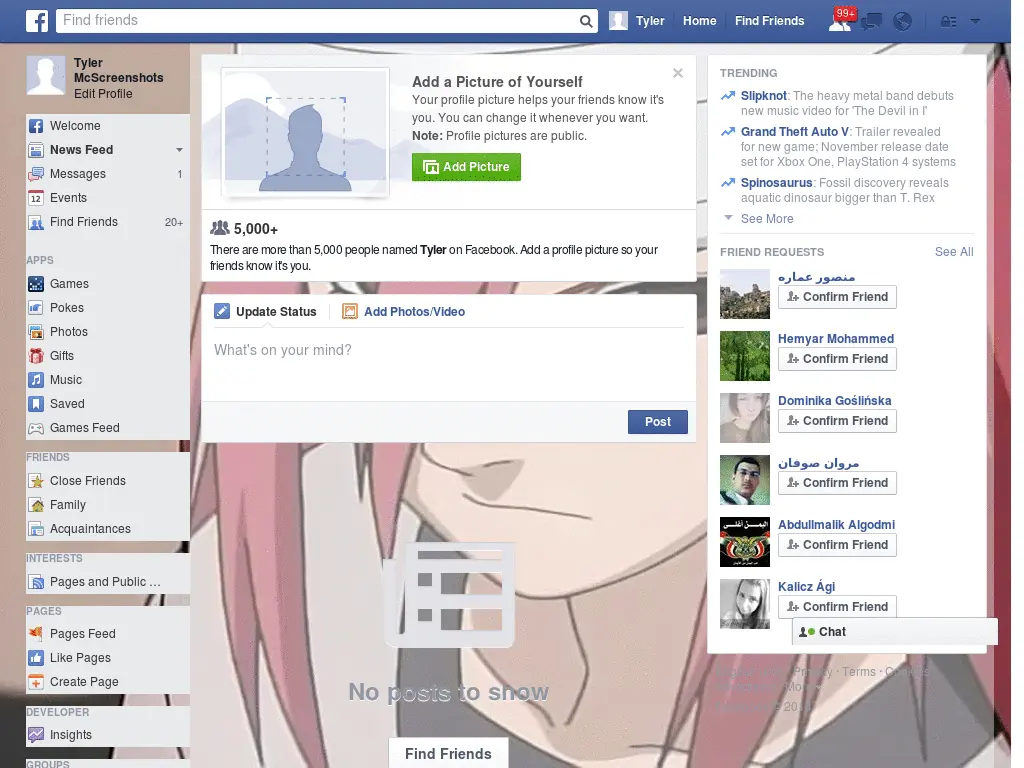 Find friends
Tyler
Home
Find Friends
99+
Tyler
McScreenshots
Edit Profile
Welcome
News Feed
Messages 1
Events
Find Friends 20+
APPS
Games
Pokes
Photos
Gifts
Music
Saved
Games Feed
FRIENDS
Close Friends
Family
Acquaintances
INTERESTS
Pages and Public ...
PAGES
Pages Feed
Like Pages
Create Page
DEVELOPER
Insights
GROUPS
Add a Picture of Yourself
Your profile picture helps your friends know it's
you. You can change it whenever you want.
Note: Profile pictures are public.
Add Picture
5,000+
There are more than 5,000 people named Tyler on Facebook. Add a profile picture so your
friends know it's you.
Update Status
Add Photos/Video
What's on your mind?
Post
No posts to show
Find Friends
TRENDING
Slipknot: The heavy metal band debuts
new music video for 'The Devil in I'
Grand Theft Auto V: Trailer revealed
for new game; November release date
set for Xbox One, PlayStation 4 systems
Spinosaurus: Fossil discovery reveals
aquatic dinosaur bigger than T. Rex
See More
FRIEND REQUESTS See All
منصور عماره
Confirm Friend
Hemyar Mohammed
Confirm Friend
Dominika Goślińska
Confirm Friend
مروان صوفان
Confirm Friend
Abdullmalik Algodmi
Confirm Friend
Kalicz Ági
Confirm Friend
Chat
Privacy · Terms · Cookies